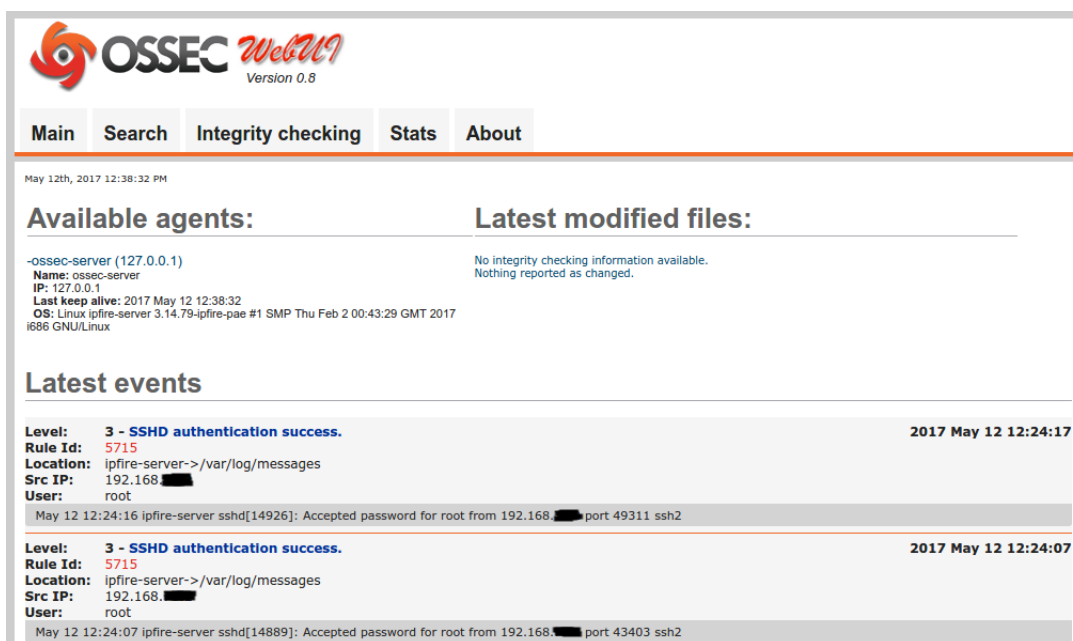 OSSEC WebUI
Version 0.8
Main Search Integrity checking Stats About
May 12th, 2017 12:38:32 PM
Available agents:
-ossec-server (127.0.0.1)
Name: ossec-server
IP: 127.0.0.1
Last keep alive: 2017 May 12 12:38:32
OS: Linux ipfire-server 3.14.79-ipfire-pae #1 SMP Thu Feb 2 00:43:29 GMT 2017
i686 GNU/Linux
Latest modified files:
No integrity checking information available.
Nothing reported as changed.
Latest events
Level: 3 - SSHD authentication success. 2017 May 12 12:24:17
Rule Id: 5715
Location: ipfire-server->/var/log/messages
Src IP: 192.168.
User: root
May 12 12:24:16 ipfire-server sshd[14926]: Accepted password for root from 192.168. port 49311 ssh2
Level: 3 - SSHD authentication success. 2017 May 12 12:24:07
Rule Id: 5715
Location: ipfire-server->/var/log/messages
Src IP: 192.168.
User: root
May 12 12:24:07 ipfire-server sshd[14889]: Accepted password for root from 192.168. port 43403 ssh2